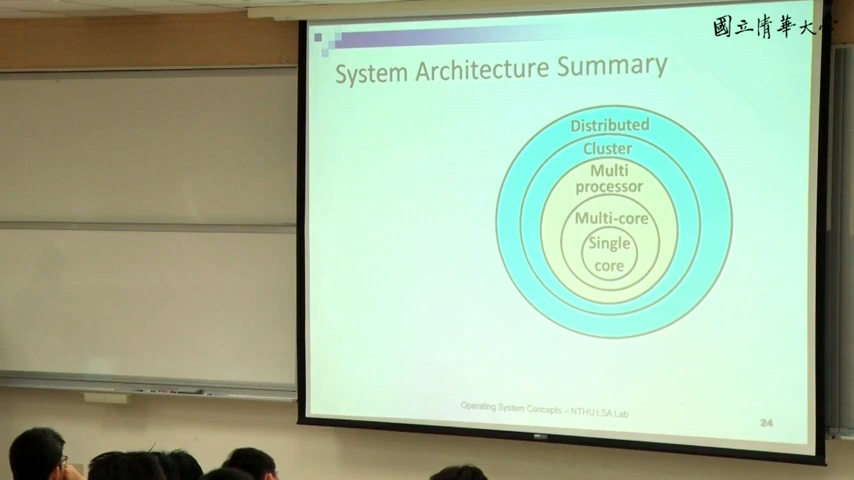 國立清華大
System Architecture Summary
Distributed
Cluster
Multi
processor
Multi-core
Single
core
Operating System Concepts – NTHU LSA Lab
24